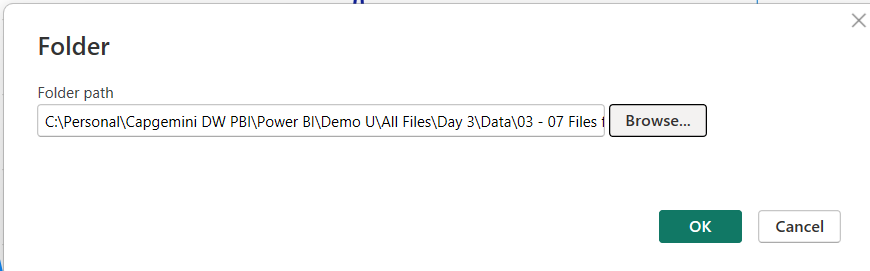 Folder
Folder path
C:\Personal\Capgemini DW PBI\Power BI\Demo U\All Files\Day 3\Data\03 - 07 Files
Browse...
OK
Cancel